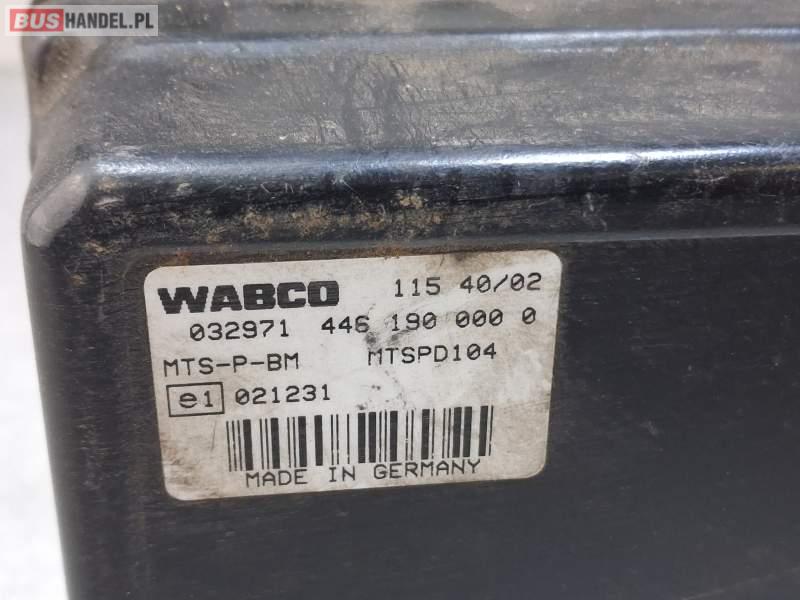 BUSHANDEL.PL
WABCO 115 40/02
032971 446 190 000 0
MTS-P-BM MTSPD104
e1 021231
MADE IN GERMANY